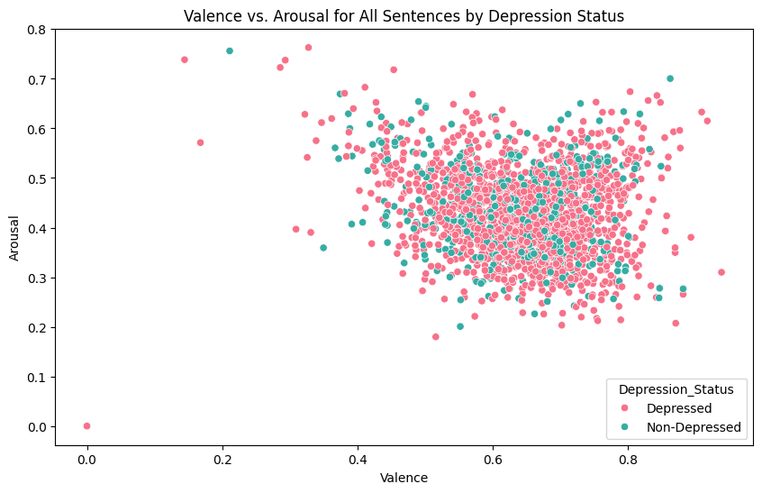 Valence vs. Arousal for All Sentences by Depression Status
0.8
0.7
0.6
0.5
0.4
0.3
0.2
0.1
0.0
Arousal
Depression_Status
Depressed
Non-Depressed
0.0 0.2 0.4 0.6 0.8
Valence